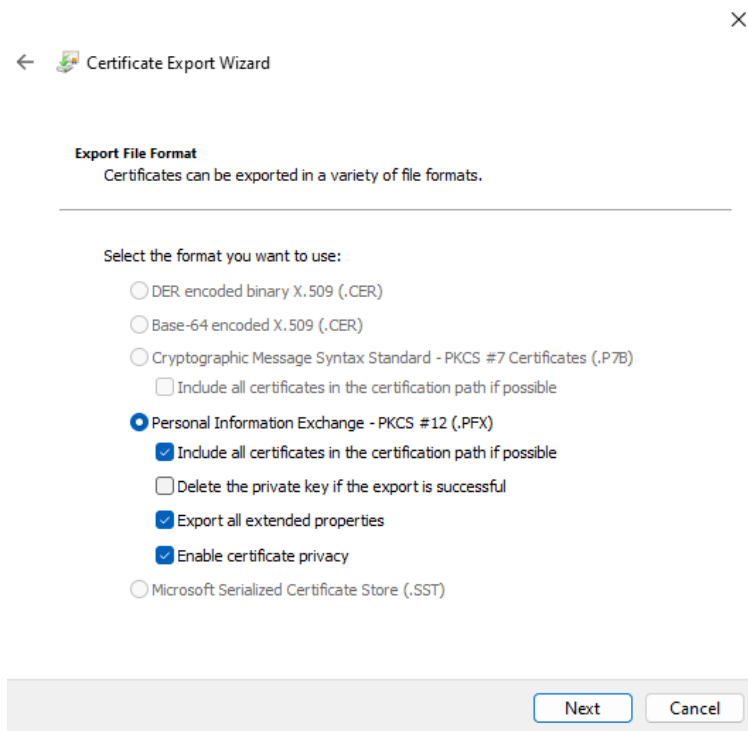 Certificate Export Wizard
Export File Format
Certificates can be exported in a variety of file formats.
Select the format you want to use:
DER encoded binary X.509 (.CER)
Base-64 encoded X.509 (.CER)
Cryptographic Message Syntax Standard - PKCS #7 Certificates (.P7B)
Include all certificates in the certification path if possible
Personal Information Exchange - PKCS #12 (.PFX)
Include all certificates in the certification path if possible
Delete the private key if the export is successful
Export all extended properties
Enable certificate privacy
Microsoft Serialized Certificate Store (.SST)
Next Cancel